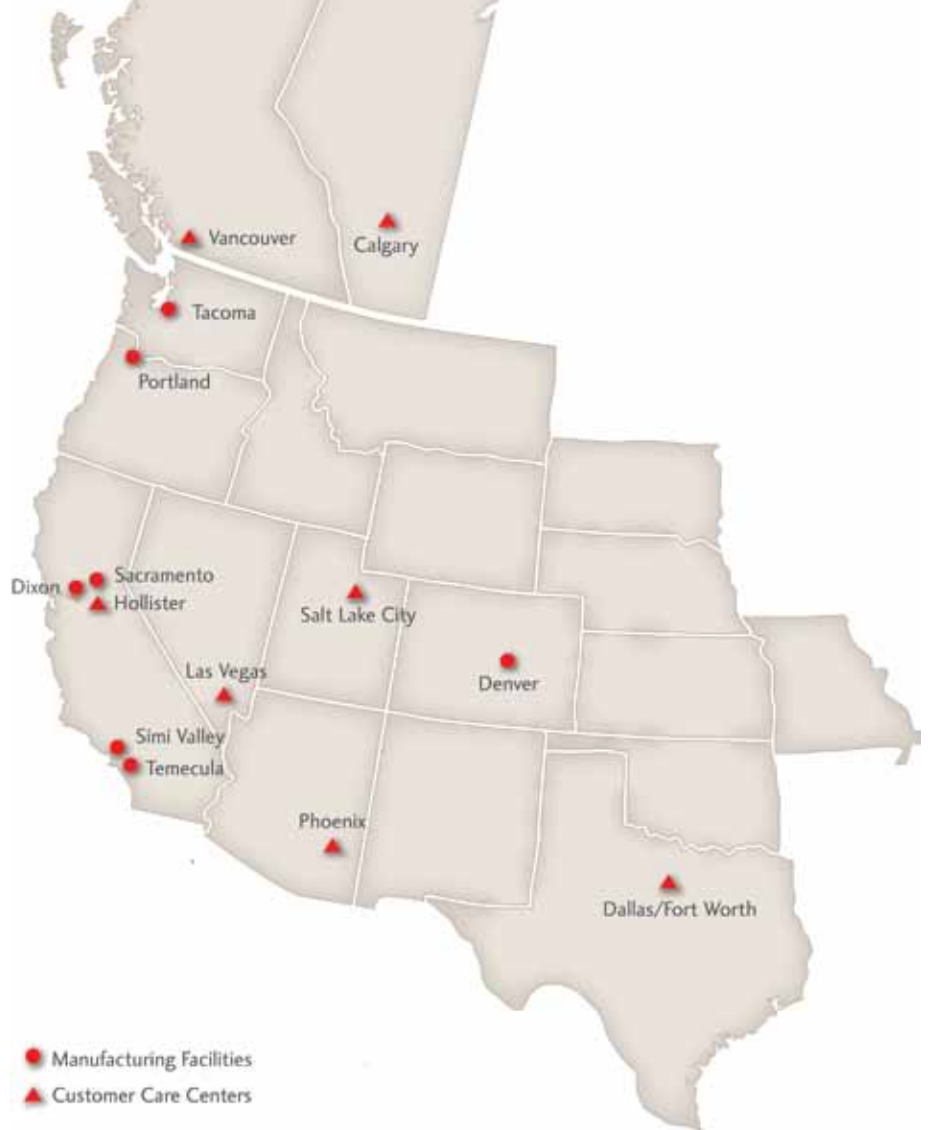 Vancouver
Calgary
Tacoma
Portland
Dixon
Sacramento
Hollister
Salt Lake City
Las Vegas
Denver
Simi Valley
Temecula
Phoenix
Dallas/Fort Worth
Manufacturing Facilities
Customer Care Centers